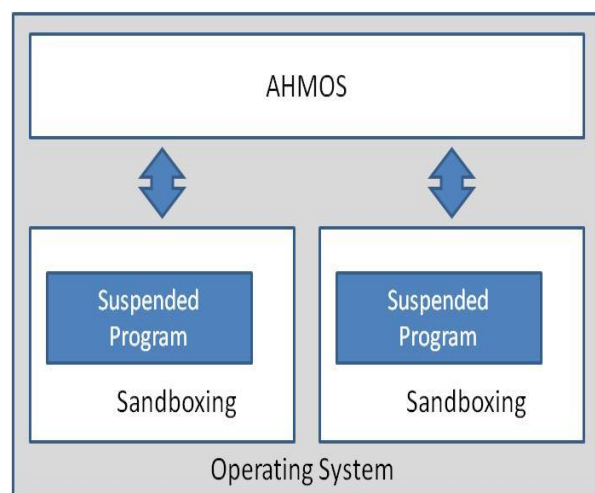 AHMOS
Suspended
Program
Sandboxing
Suspended
Program
Sandboxing
Operating System